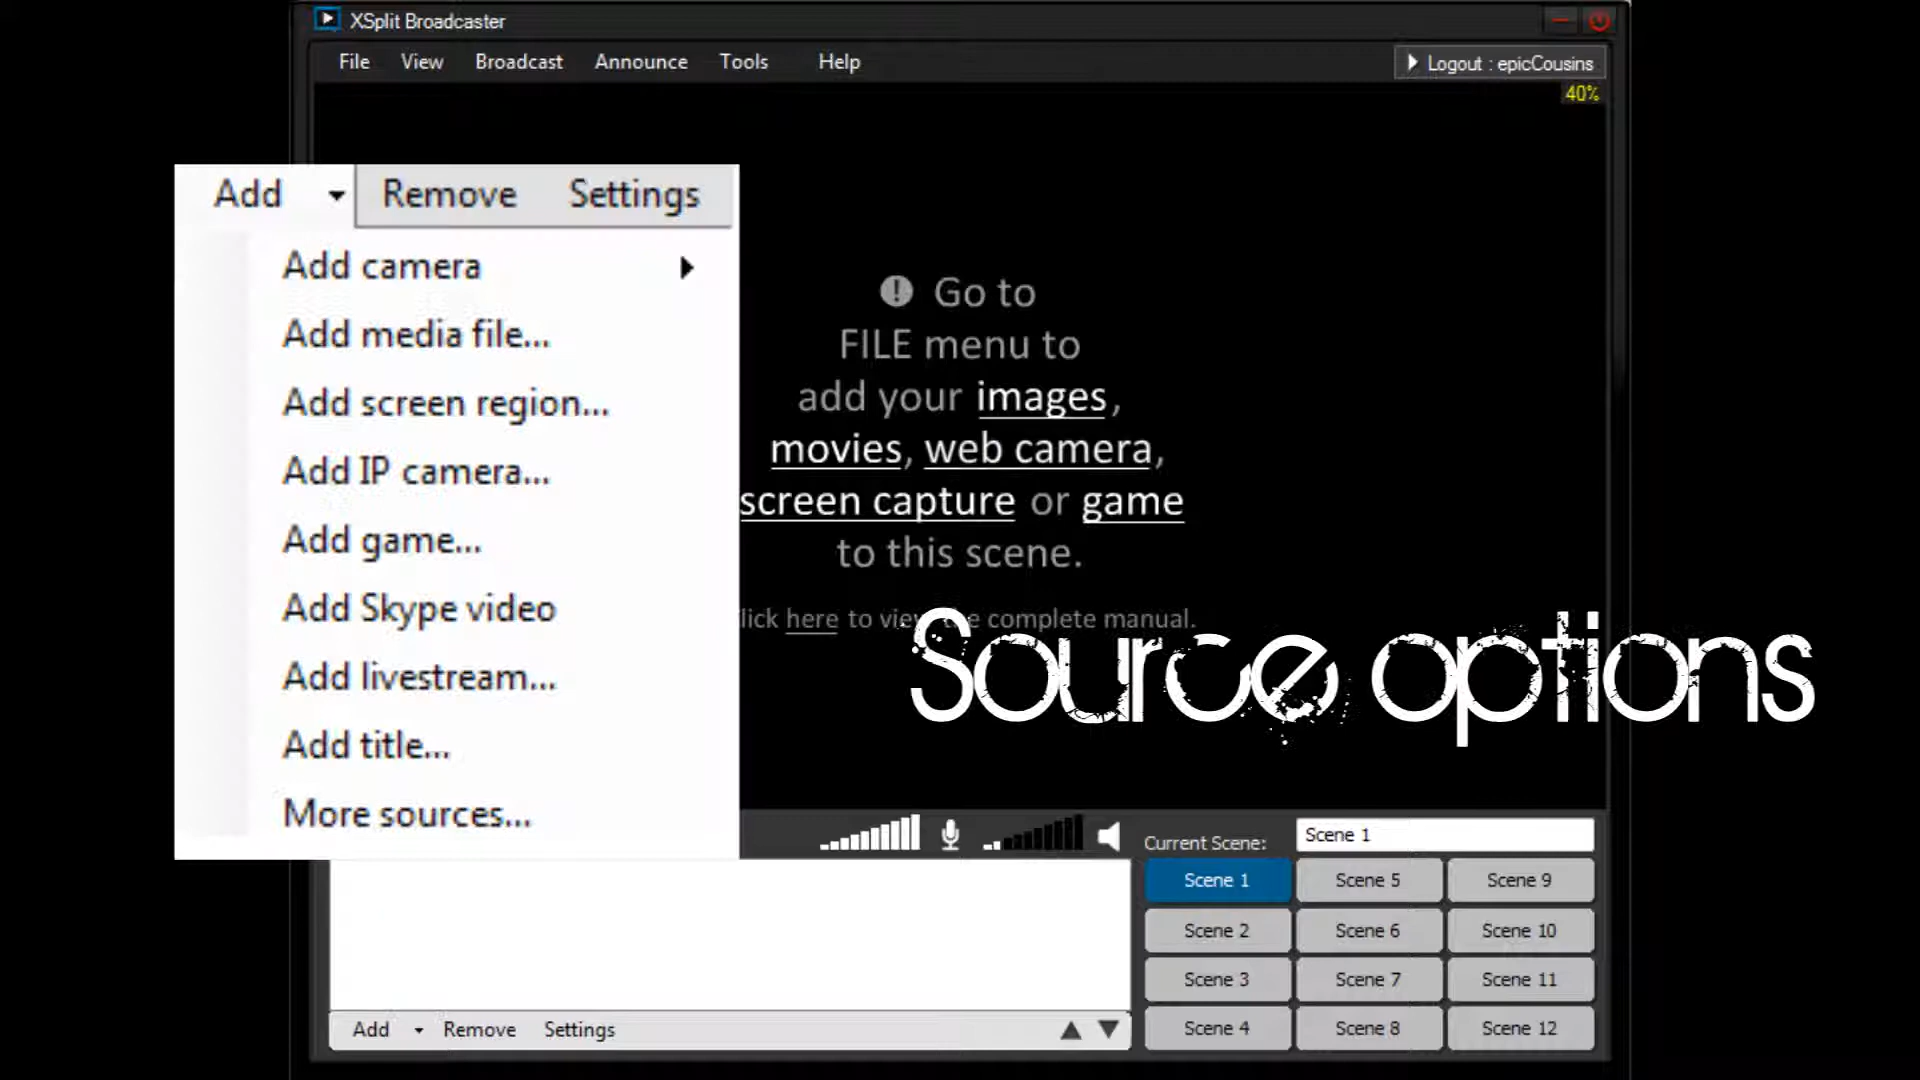 XSplit Broadcaster
File View Broadcast Announce Tools Help
Logout : epicCousins
40%
Add Remove Settings
Add camera
Add media file...
Add screen region...
Add IP camera...
Add game...
Add Skype video
Add livestream...
Add title...
More sources...
Go to
FILE menu to
add your images,
movies, web camera,
screen capture or game
to this scene.
lick here to view the complete manual.
Source options
Current Scene: Scene 1
Scene 1 Scene 5 Scene 9
Scene 2 Scene 6 Scene 10
Scene 3 Scene 7 Scene 11
Scene 4 Scene 8 Scene 12
Add Remove Settings